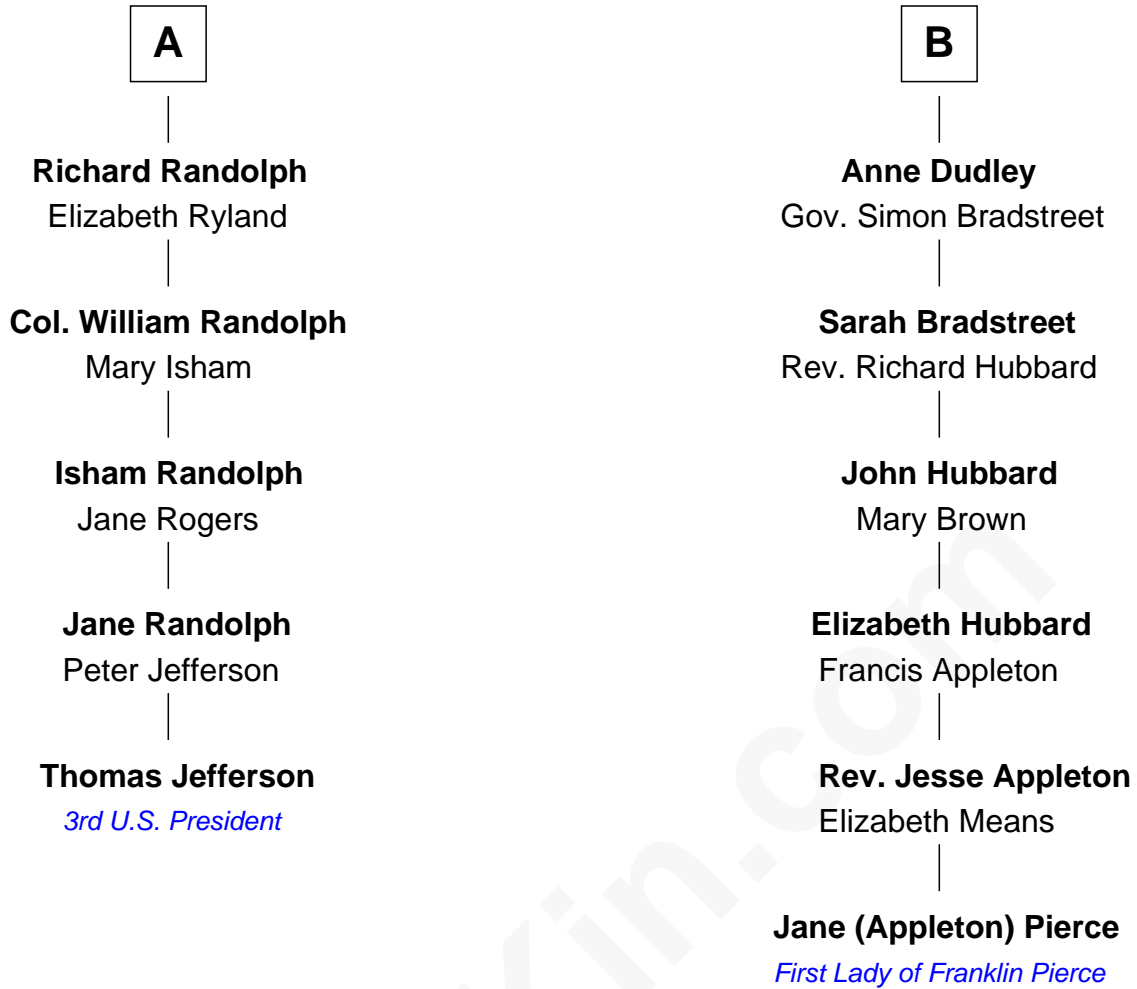 A
Richard Randolph
Elizabeth Ryland
Col. William Randolph
Mary Isham
Isham Randolph
Jane Rogers
Jane Randolph
Peter Jefferson
Thomas Jefferson
3rd U.S. President
B
Anne Dudley
Gov. Simon Bradstreet
Sarah Bradstreet
Rev. Richard Hubbard
John Hubbard
Mary Brown
Elizabeth Hubbard
Francis Appleton
Rev. Jesse Appleton
Elizabeth Means
Jane (Appleton) Pierce
First Lady of Franklin Pierce